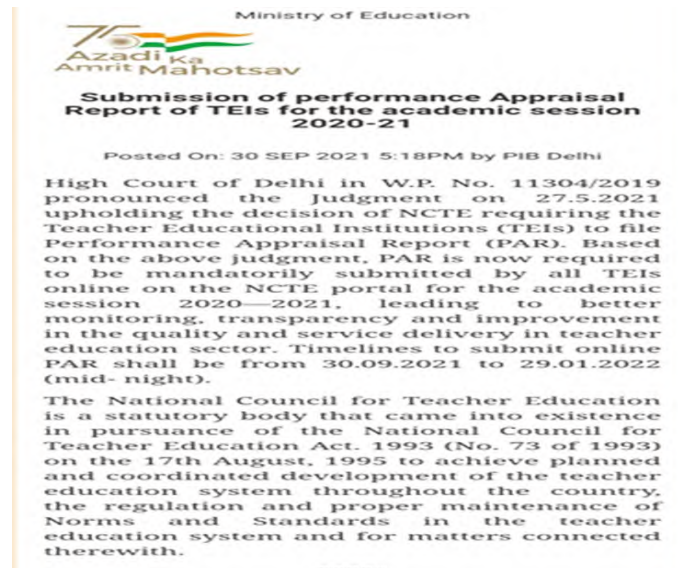 Ministry of Education
75
Azadi Ka
Amrit Mahotsav
Submission of performance Appraisal
Report of TEIs for the academic session
2020-21
Posted On: 30 SEP 2021 5:18PM by PIB Delhi
High Court of Delhi in W.P. No. 11304/2019
pronounced the Judgment on 27.5.2021
upholding the decision of NCTE requiring the
Teacher Educational Institutions (TEIs) to file
Performance Appraisal Report (PAR). Based
on the above judgment, PAR is now required
to be mandatorily submitted by all TEIs
online on the NCTE portal for the academic
session 2020—2021, leading to better
monitoring, transparency and improvement
in the quality and service delivery in teacher
education sector. Timelines to submit online
PAR shall be from 30.09.2021 to 29.01.2022
(mid- night).
The National Council for Teacher Education
is a statutory body that came into existence
in pursuance of the National Council for
Teacher Education Act. 1993 (No. 73 of 1993)
on the 17th August, 1995 to achieve planned
and coordinated development of the teacher
education system throughout the country,
the regulation and proper maintenance of
Norms and Standards in the teacher
education system and for matters connected
therewith.